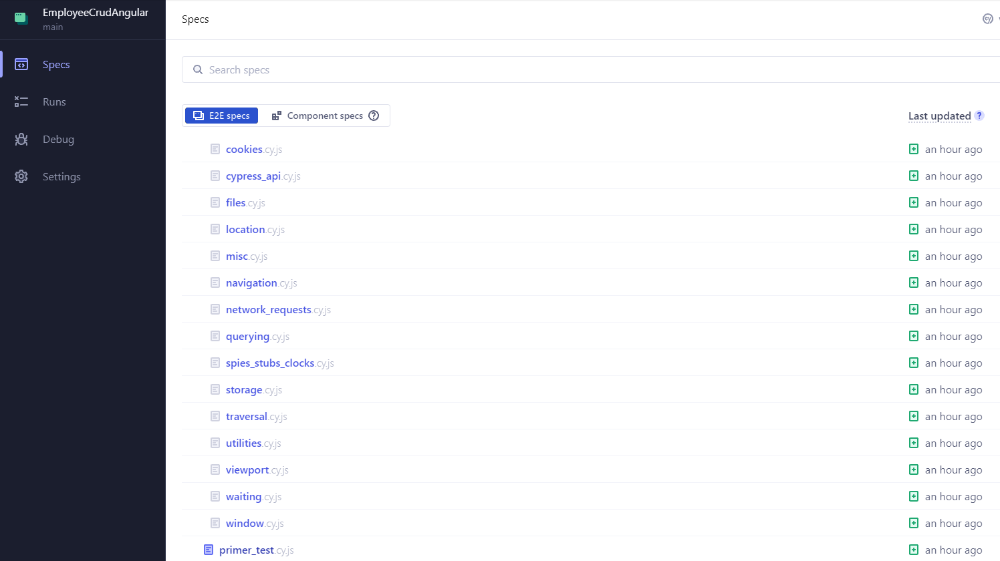 EmployeeCrudAngular
main
Specs
Runs
Debug
Settings
Specs
Search specs
E2E specs
Component specs ?
Last updated ?
cookies.cy.js an hour ago
cypress_api.cy.js an hour ago
files.cy.js an hour ago
location.cy.js an hour ago
misc.cy.js an hour ago
navigation.cy.js an hour ago
network_requests.cy.js an hour ago
querying.cy.js an hour ago
spies_stubs_clocks.cy.js an hour ago
storage.cy.js an hour ago
traversal.cy.js an hour ago
utilities.cy.js an hour ago
viewport.cy.js an hour ago
waiting.cy.js an hour ago
window.cy.js an hour ago
primer_test.cy.js an hour ago